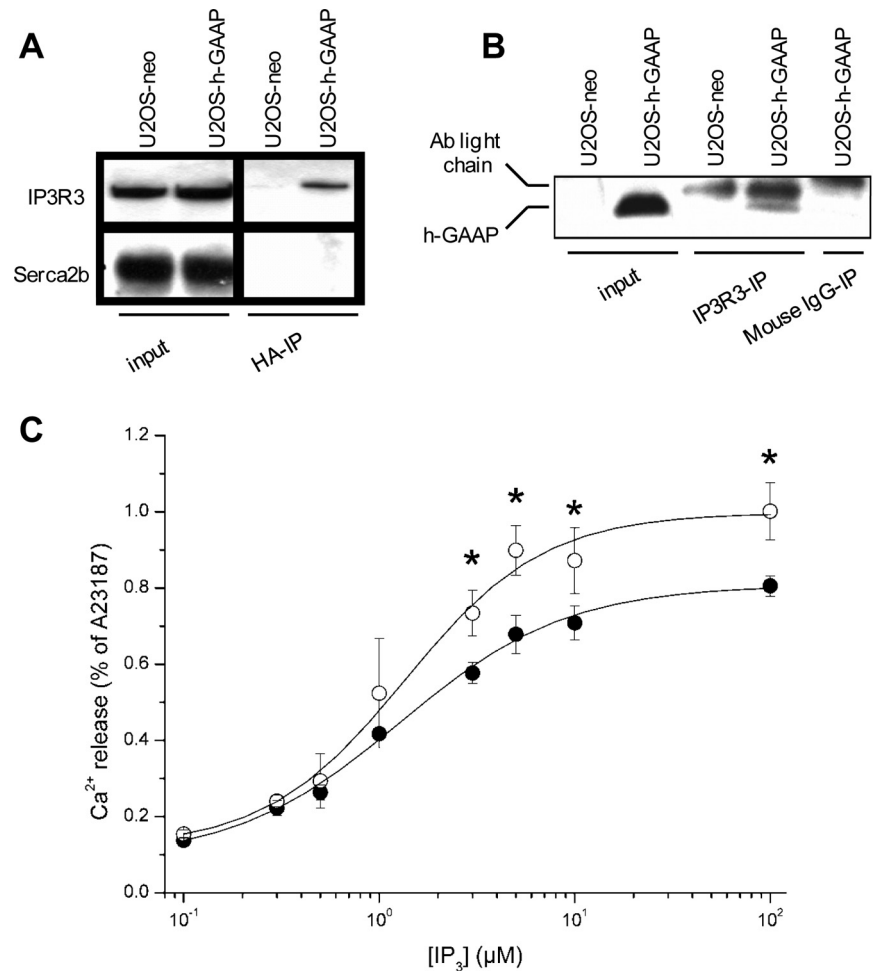 A
U2OS-neo
U2OS-h-GAAP
U2OS-neo
U2OS-h-GAAP
IP3R3
Serca2b
input
HA-IP
B
U2OS-neo
U2OS-h-GAAP
U2OS-neo
U2OS-h-GAAP
U2OS-h-GAAP
Ab light
chain
h-GAAP
input
IP3R3-IP
Mouse IgG-IP
C
Ca²⁺ release (% of A23187)
1.2
1.0
0.8
0.6
0.4
0.2
0.0
* * * *
10⁻¹ 10⁰ 10¹ 10²
[IP₃] (µM)